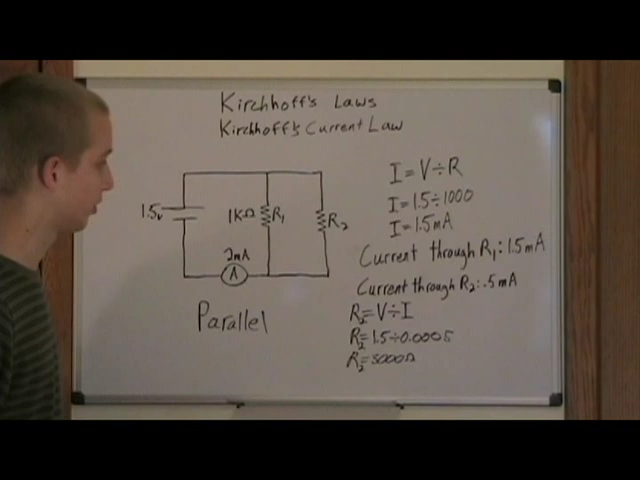 Kirchhoff's Laws
Kirchhoff's Current Law
1.5v
1KΩ R₁
R₂
2mA
A
Parallel
I = V ÷ R
I = 1.5 ÷ 1000
I = 1.5mA
Current through R₁: 1.5mA
Current through R₂: .5mA
R₂ = V ÷ I
R₂ = 1.5 ÷ 0.0005
R₂ = 3000Ω